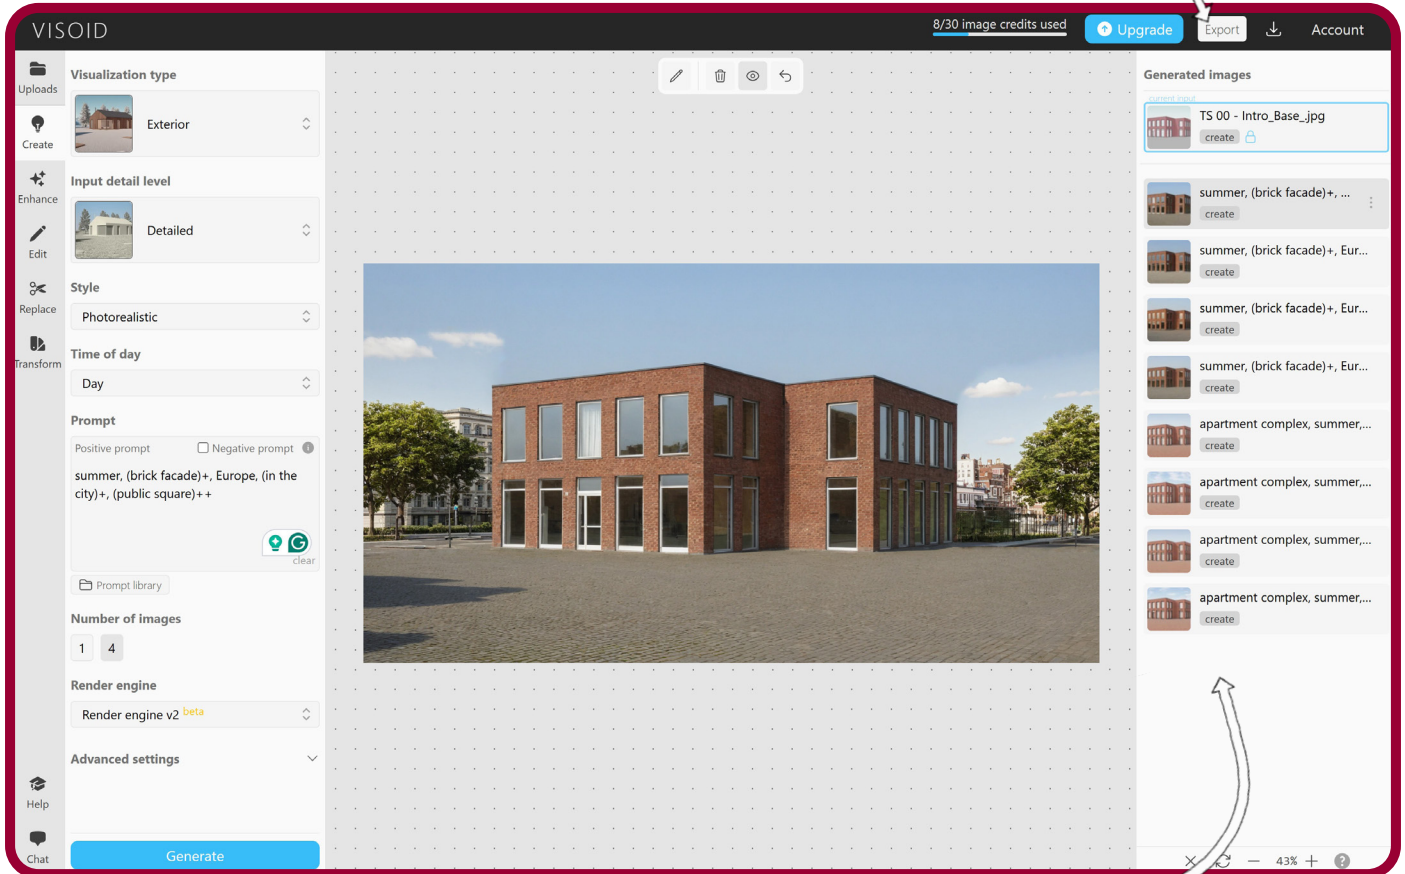 VISOID
8/30 image credits used
Upgrade
Export
Account
Uploads
Create
Enhance
Edit
Replace
Transform
Help
Chat
Visualization type
Exterior
Input detail level
Detailed
Style
Photorealistic
Time of day
Day
Prompt
Positive prompt
Negative prompt
summer, (brick facade)+, Europe, (in the
city)+, (public square)++
clear
Prompt library
Number of images
1 4
Render engine
Render engine v2 beta
Advanced settings
Generate
Generated images
current input
TS 00 - Intro_Base_.jpg
create
summer, (brick facade)+, ...
create
summer, (brick facade)+, Eur...
create
summer, (brick facade)+, Eur...
create
summer, (brick facade)+, Eur...
create
apartment complex, summer,...
create
apartment complex, summer,...
create
apartment complex, summer,...
create
apartment complex, summer,...
create
43%